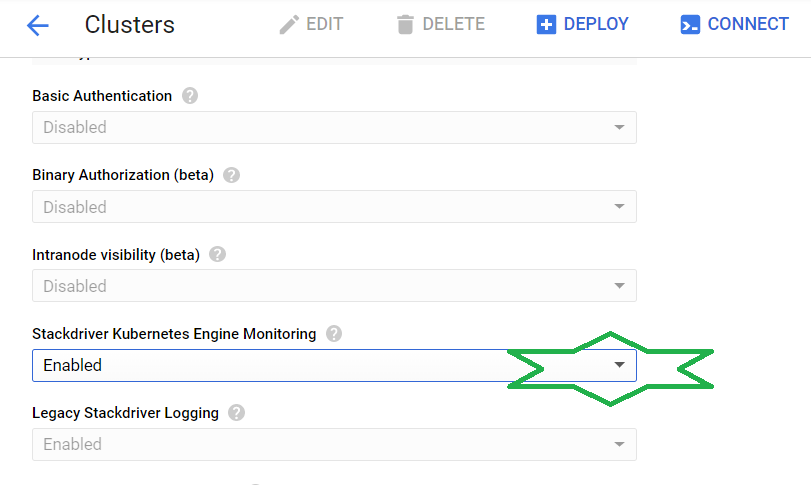 Clusters
EDIT
DELETE
DEPLOY
CONNECT
Basic Authentication
Disabled
Binary Authorization (beta)
Disabled
Intranode visibility (beta)
Disabled
Stackdriver Kubernetes Engine Monitoring
Enabled
Legacy Stackdriver Logging
Enabled